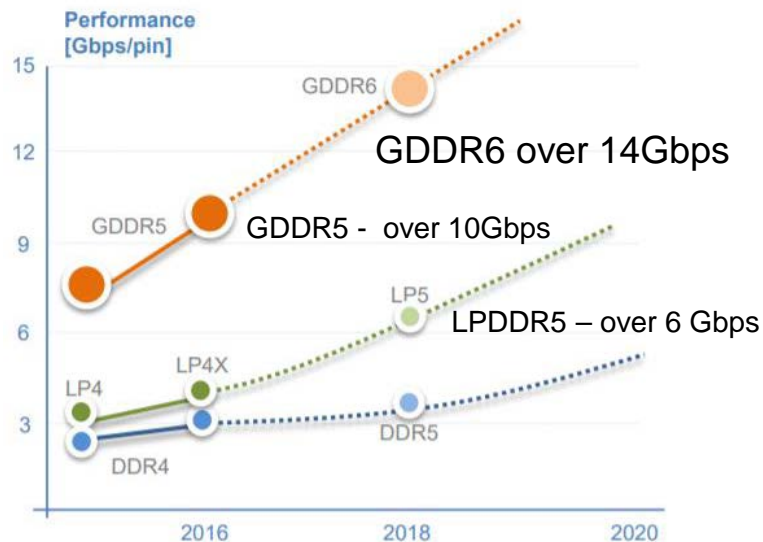 Performance
[Gbps/pin]
15
GDDR6
12
GDDR6 over 14Gbps
GDDR5
GDDR5 - over 10Gbps
9
LP5
6
LPDDR5 – over 6 Gbps
LP4X
LP4
3
DDR5
DDR4
2016
2018
2020